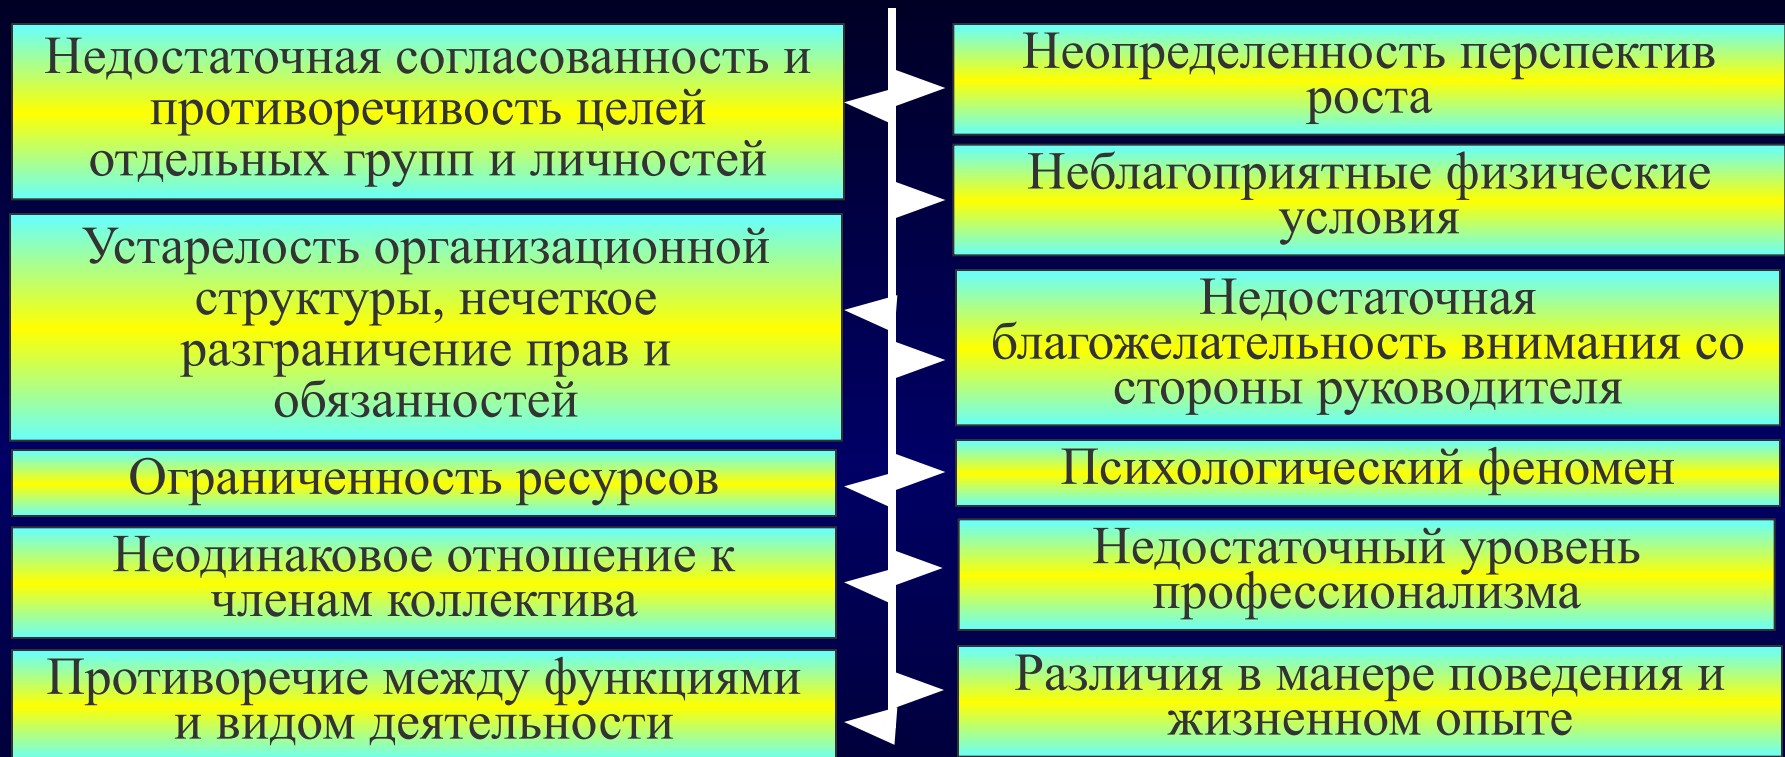 Недостаточная согласованность и
противоречивость целей
отдельных групп и личностей
Устарелость организационной
структуры, нечеткое
разграничение прав и
обязанностей
Ограниченность ресурсов
Неодинаковое отношение к
членам коллектива
Противоречие между функциями
и видом деятельности
Неопределенность перспектив
роста
Неблагоприятные физические
условия
Недостаточная
благожелательность внимания со
стороны руководителя
Психологический феномен
Недостаточный уровень
профессионализма
Различия в манере поведения и
жизненном опыте